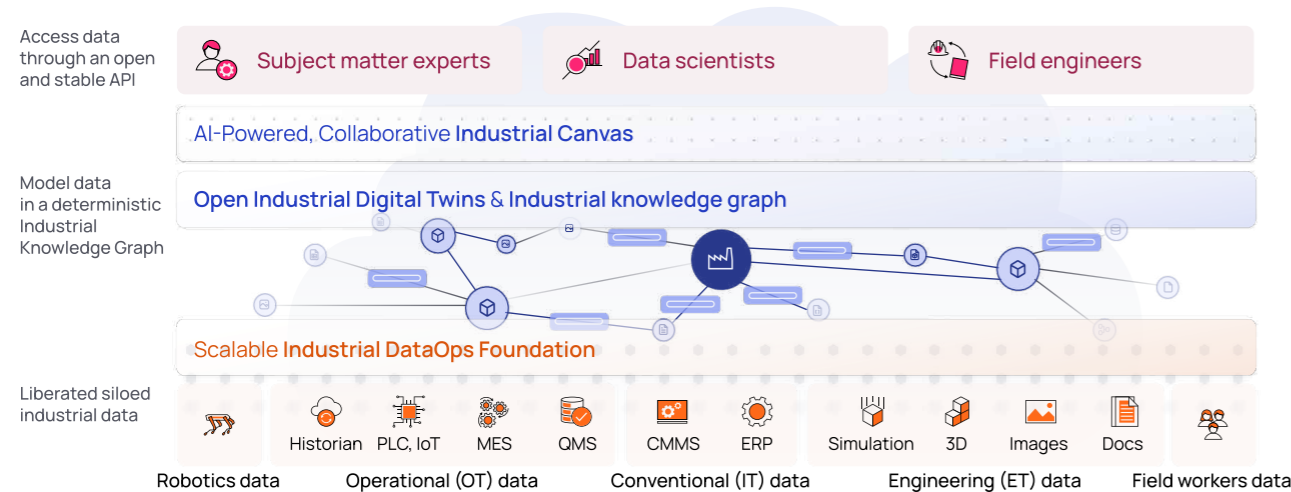 Access data
through an open
and stable API
Subject matter experts
Data scientists
Field engineers
AI-Powered, Collaborative Industrial Canvas
Model data
in a deterministic
Industrial
Knowledge Graph
Open Industrial Digital Twins & Industrial knowledge graph
Scalable Industrial DataOps Foundation
Liberated siloed
industrial data
Historian
PLC, IoT
MES
QMS
CMMS
ERP
Simulation
3D
Images
Docs
Robotics data
Operational (OT) data
Conventional (IT) data
Engineering (ET) data
Field workers data